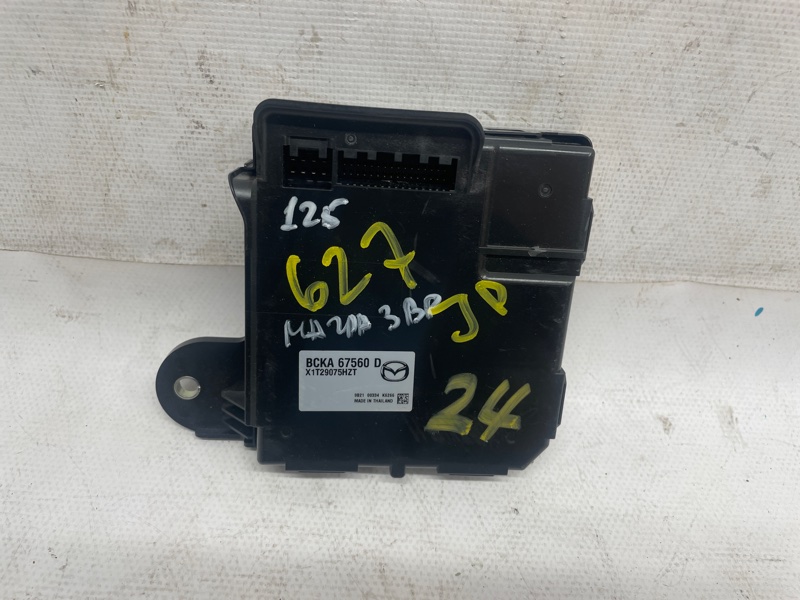 125
627
MAZDA 3 BP
JP
BCKA 67560 D
X1T29075HZT
MADE IN THAILAND
24